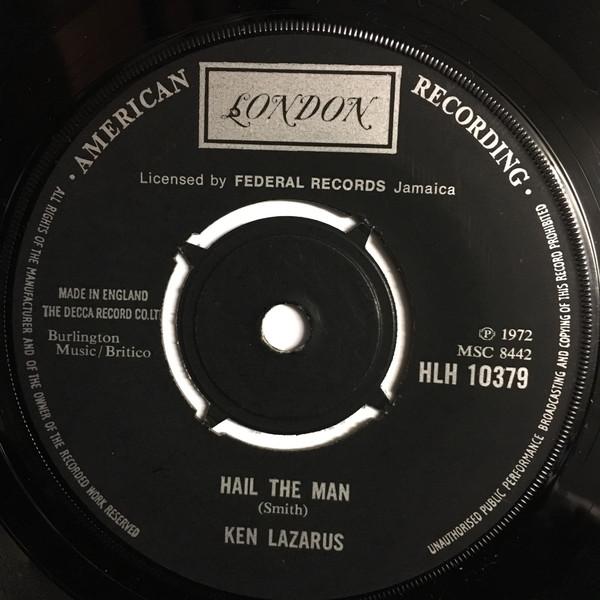 · AMERICAN RECORDING ·
LONDON
Licensed by FEDERAL RECORDS Jamaica
MADE IN ENGLAND
THE DECCA RECORD CO.LT
Burlington
Music/Britico
℗ 1972
MSC 8442
HLH 10379
HAIL THE MAN
(Smith)
KEN LAZARUS
ALL RIGHTS OF THE MANUFACTURER AND OF THE OWNER OF THE RECORDED WORK RESERVED
UNAUTHORISED PUBLIC PERFORMANCE BROADCASTING AND COPYING OF THIS RECORD PROHIBITED